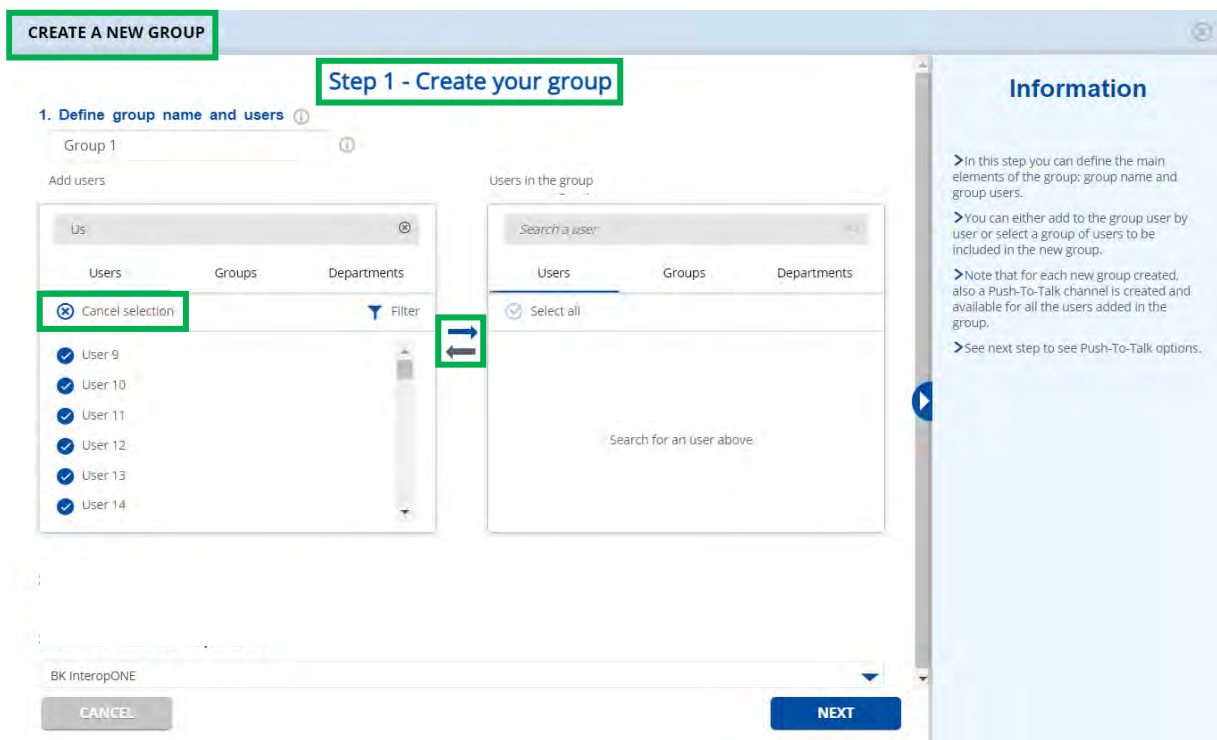 CREATE A NEW GROUP
Step 1 - Create your group
1. Define group name and users
Group 1
Add users
Us
Users Groups Departments
Cancel selection Filter
User 9
User 10
User 11
User 12
User 13
User 14
Users in the group
Search a user
Users Groups Departments
Select all
Search for an user above.
BK InteropONE
CANCEL
NEXT
Information
>In this step you can define the main
elements of the group: group name and
group users.
>You can either add to the group user by
user or select a group of users to be
included in the new group.
>Note that for each new group created,
also a Push-To-Talk channel is created and
available for all the users added in the
group.
>See next step to see Push-To-Talk options.